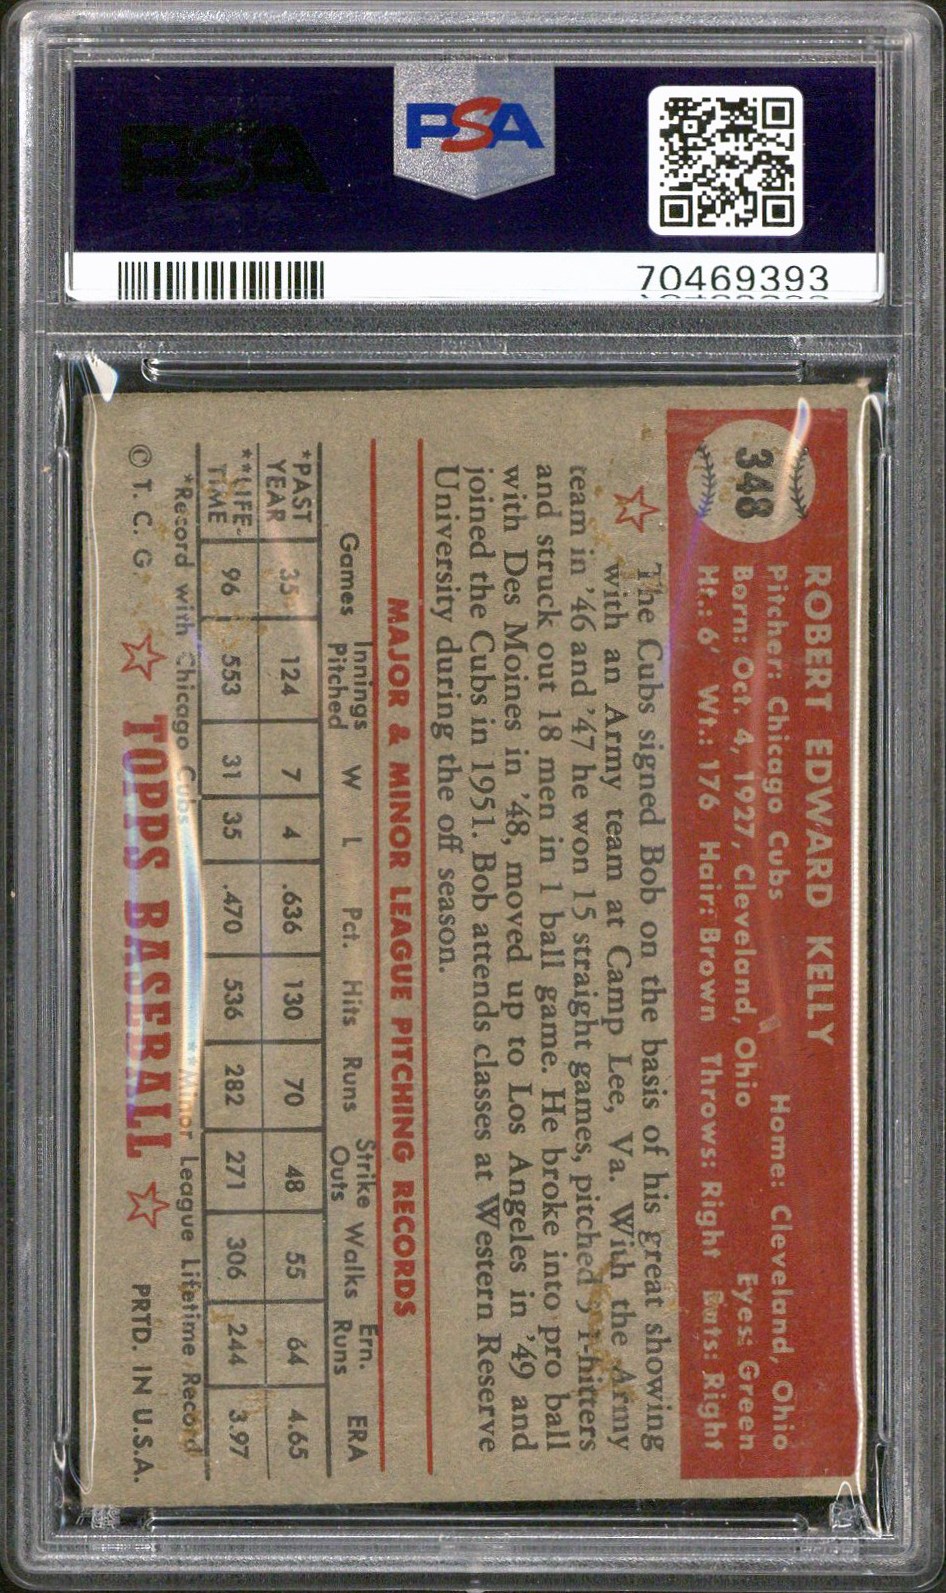 PSA
PSA
70469393
348
ROBERT EDWARD KELLY
Pitcher: Chicago Cubs Home: Cleveland, Ohio
Born: Oct. 4, 1927, Cleveland, Ohio Eyes: Green
Ht.: 6' Wt.: 176 Hair: Brown Throws: Right Bats: Right
The Cubs signed Bob on the basis of his great showing
with an Army team at Camp Lee, Va. With the Army
team in '46 and '47 he won 15 straight games, pitched 3 1-hitters
and struck out 18 men in 1 ball game. He broke into pro ball
with Des Moines in '48, moved up to Los Angeles in '49 and
joined the Cubs in 1951. Bob attends classes at Western Reserve
University during the off season.
MAJOR & MINOR LEAGUE PITCHING RECORDS
Games Innings Pitched W L Pct. Hits Runs Strike Outs Walks Ern. Runs ERA
*PAST YEAR 35 124 7 4 .636 130 70 48 55 64 4.65
**LIFE-TIME 96 553 31 35 .470 536 282 271 306 244 3.97
*Record with Chicago Cubs **Minor League Lifetime Record
© T. C. G. TOPPS BASEBALL PRTD. IN U.S.A.